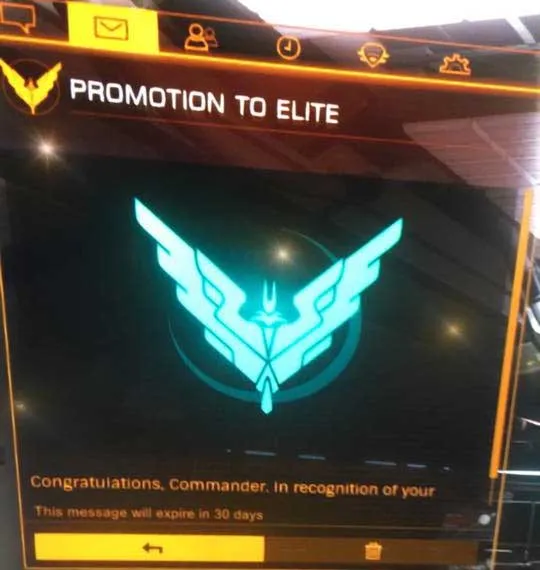 PROMOTION TO ELITE
Congratulations, Commander. In recognition of your
This message will expire in 30 days